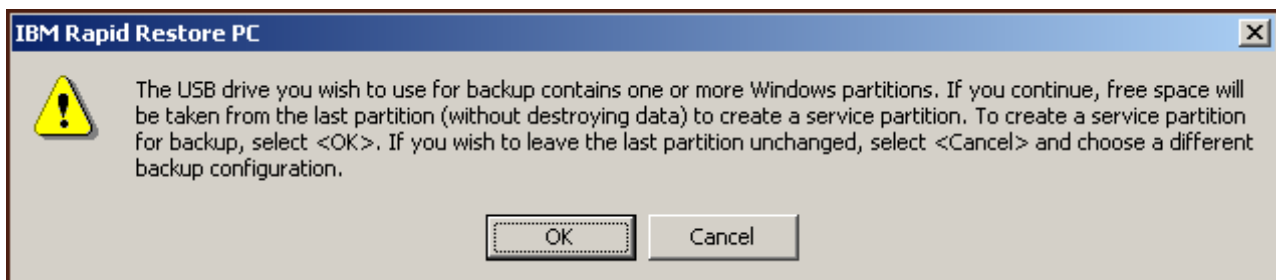 IBM Rapid Restore PC
The USB drive you wish to use for backup contains one or more Windows partitions. If you continue, free space will
be taken from the last partition (without destroying data) to create a service partition. To create a service partition
for backup, select <OK>. If you wish to leave the last partition unchanged, select <Cancel> and choose a different
backup configuration.
OK Cancel